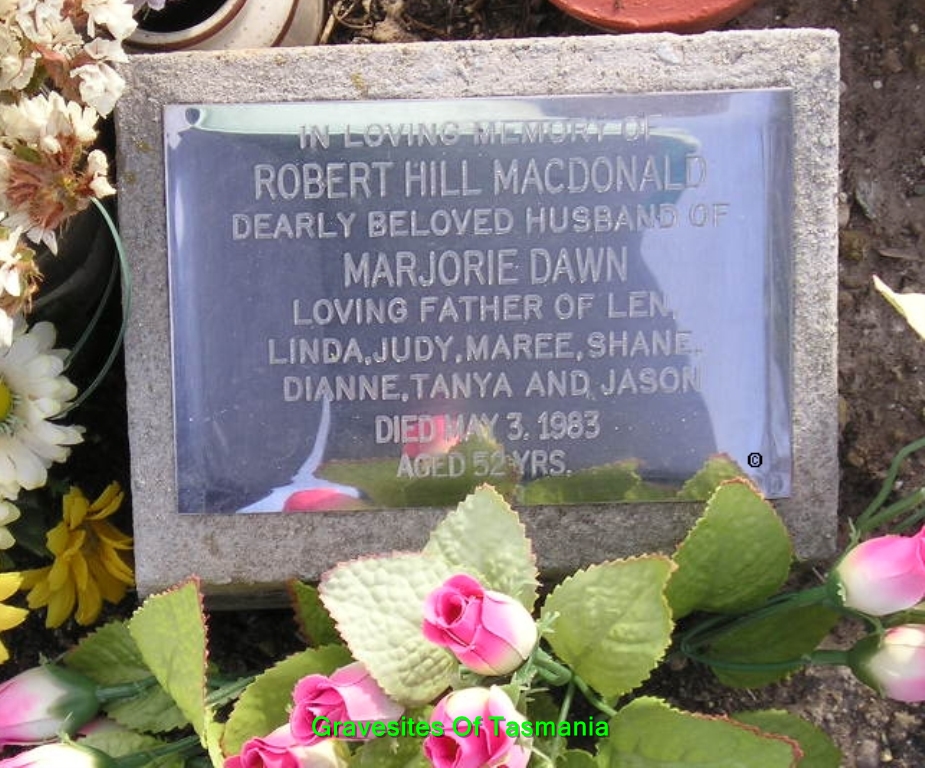 IN LOVING MEMORY OF
ROBERT HILL MACDONALD
DEARLY BELOVED HUSBAND OF
MARJORIE DAWN
LOVING FATHER OF LEN,
LINDA, JUDY, MAREE, SHANE,
DIANNE, TANYA AND JASON
DIED MAY 3. 1983
AGED 52 YRS.
©
Gravesites Of Tasmania